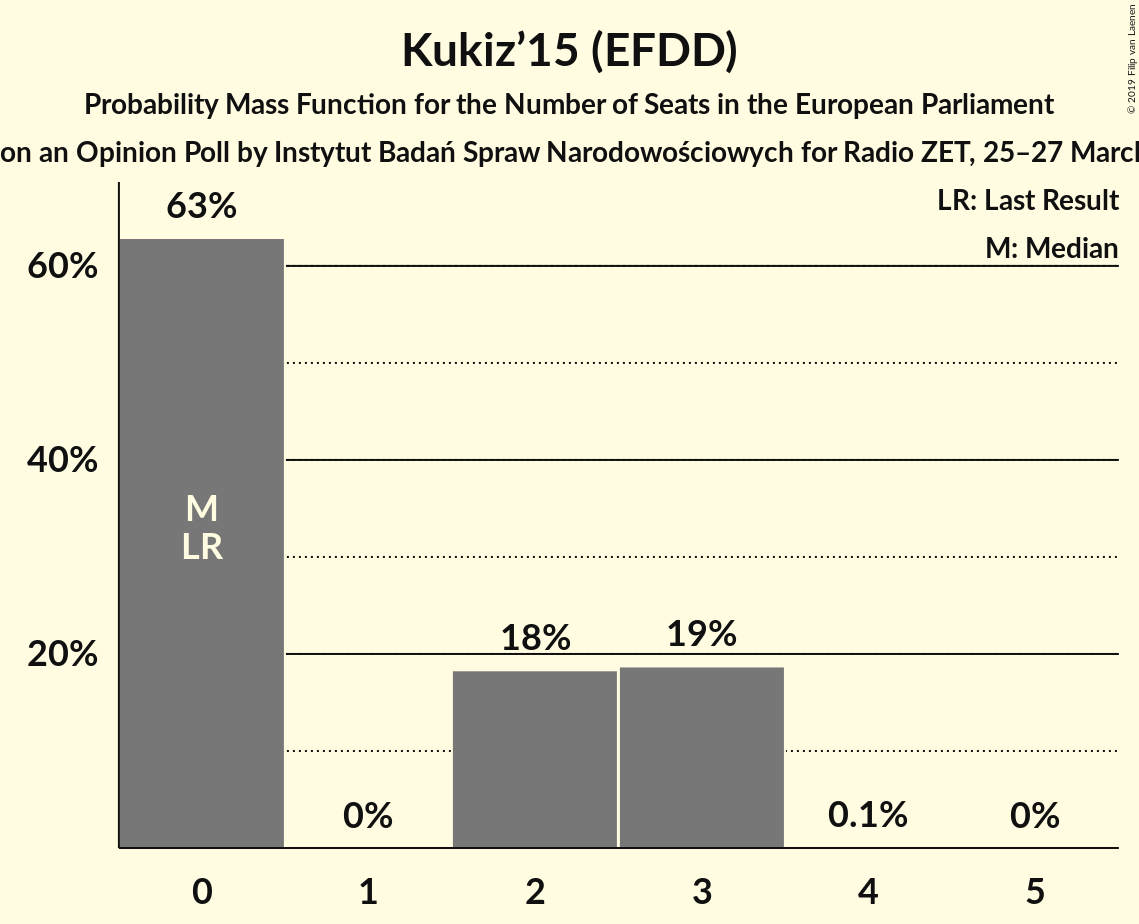 Kukiz’15 (EFDD)
Probability Mass Function for the Number of Seats in the European Parliament
on an Opinion Poll by Instytut Badań Spraw Narodowościowych for Radio ZET, 25–27 March
© 2019 Filip van Laenen
LR: Last Result
M: Median
63%
60%
M
LR
40%
18%
19%
20%
0%
0.1%
0%
0
1
2
3
4
5